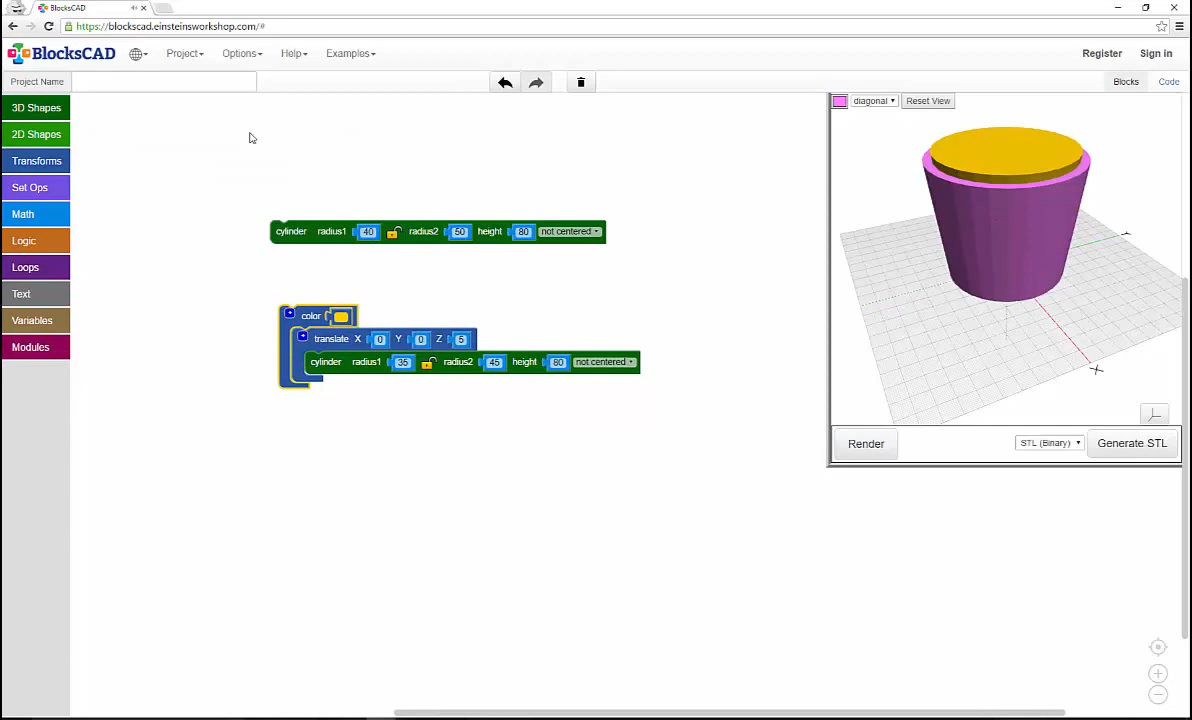 BlocksCAD
https://blockscad.einsteinsworkshop.com/#
BlocksCAD
Project
Options
Help
Examples
Register
Sign in
Project Name
Blocks
Code
3D Shapes
2D Shapes
Transforms
Set Ops
Math
Logic
Loops
Text
Variables
Modules
cylinder radius1 40 radius2 50 height 80 not centered
color
translate X 0 Y 0 Z 5
cylinder radius1 35 radius2 45 height 80 not centered
diagonal
Reset View
Render
STL (Binary)
Generate STL